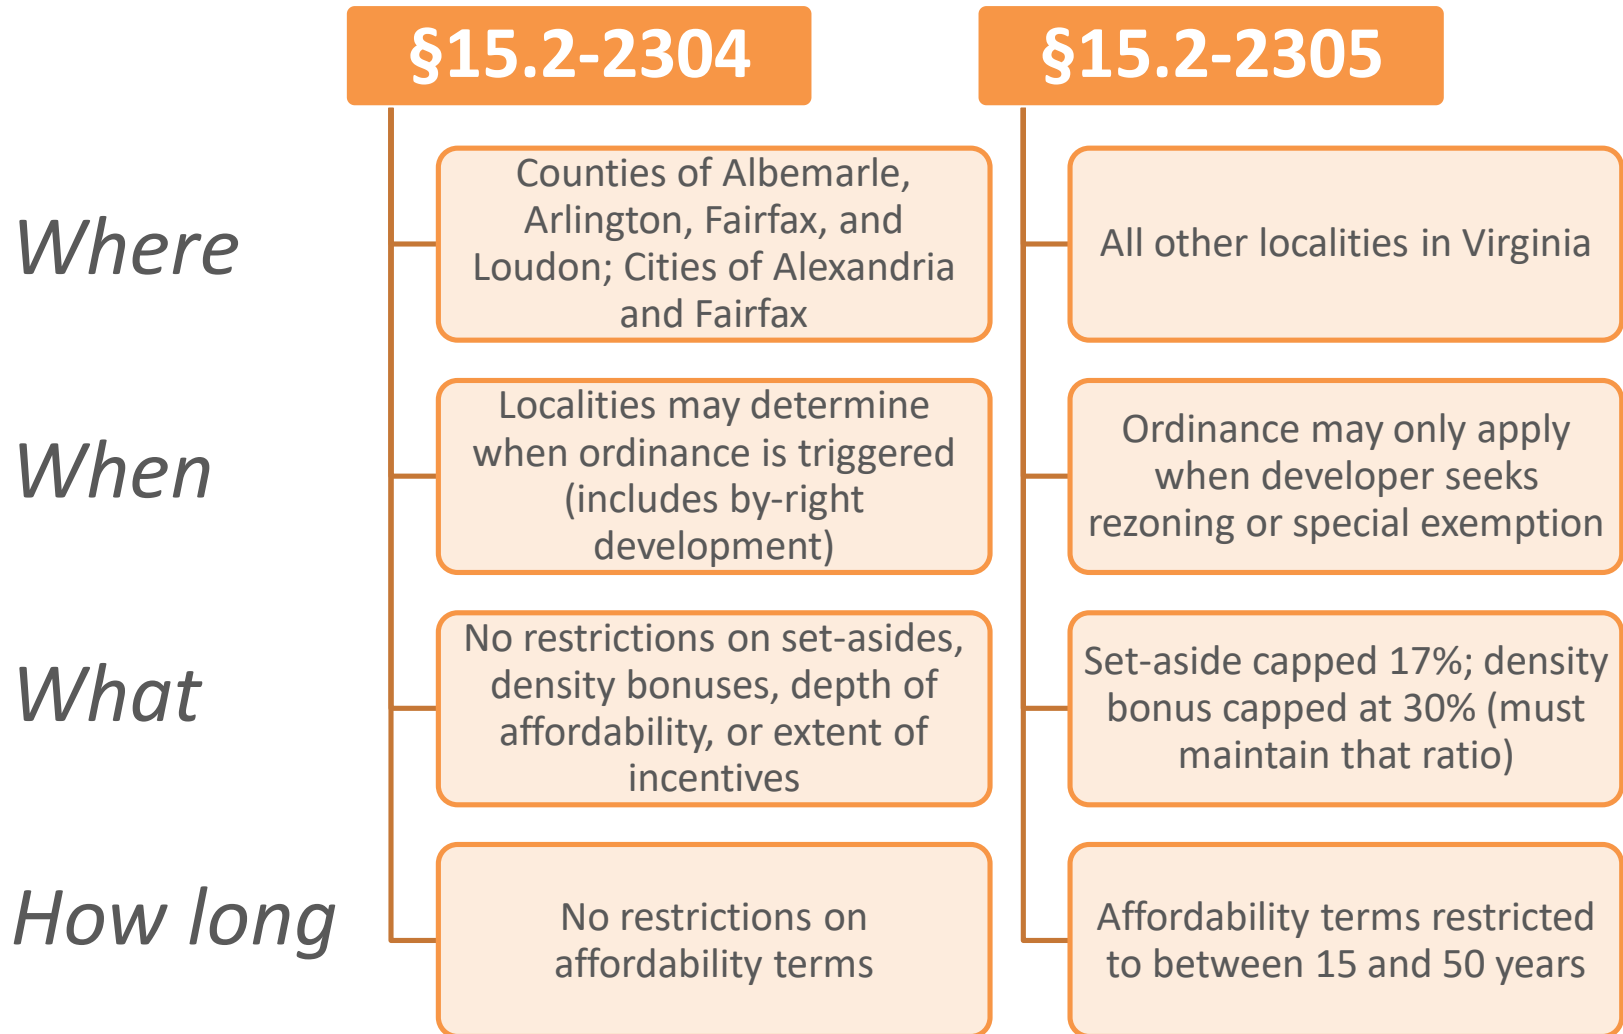 §15.2-2304
§15.2-2305
Where
Counties of Albemarle,
Arlington, Fairfax, and
Loudon; Cities of Alexandria
and Fairfax
All other localities in Virginia
When
Localities may determine
when ordinance is triggered
(includes by-right
development)
Ordinance may only apply
when developer seeks
rezoning or special exemption
What
No restrictions on set-asides,
density bonuses, depth of
affordability, or extent of
incentives
Set-aside capped 17%; density
bonus capped at 30% (must
maintain that ratio)
How long
No restrictions on
affordability terms
Affordability terms restricted
to between 15 and 50 years